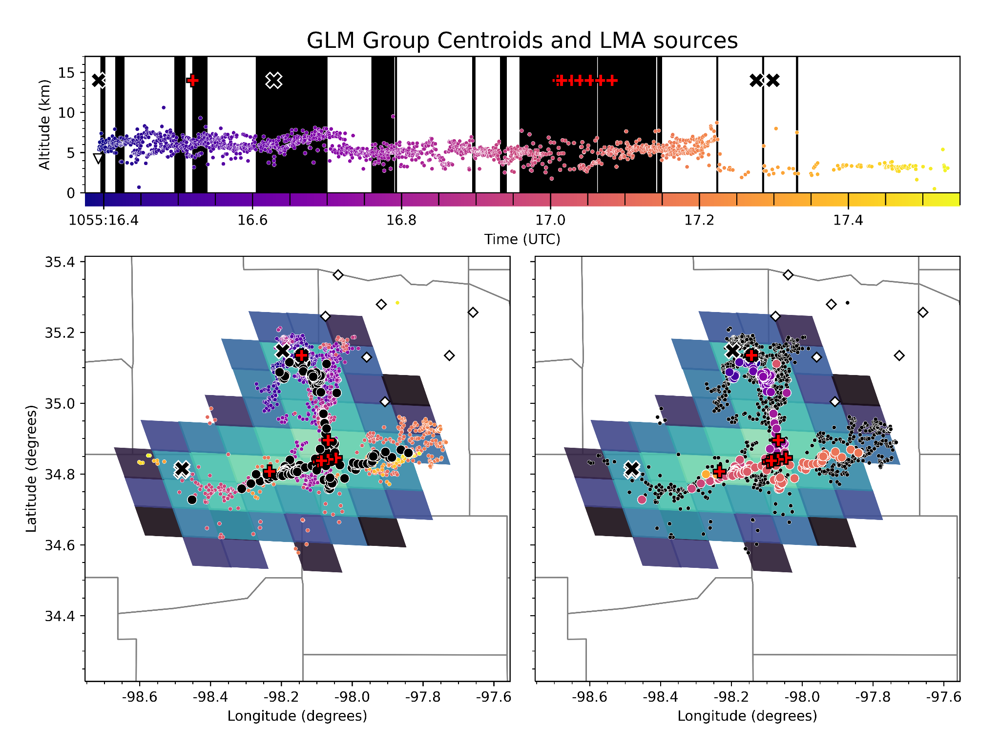 GLM Group Centroids and LMA sources
Altitude (km)
15
10
5
0
1055:16.4 16.6 16.8 17.0 17.2 17.4
Time (UTC)
Latitude (degrees)
35.4
35.2
35.0
34.8
34.6
34.4
-98.6 -98.4 -98.2 -98.0 -97.8 -97.6
Longitude (degrees)
-98.6 -98.4 -98.2 -98.0 -97.8 -97.6
Longitude (degrees)